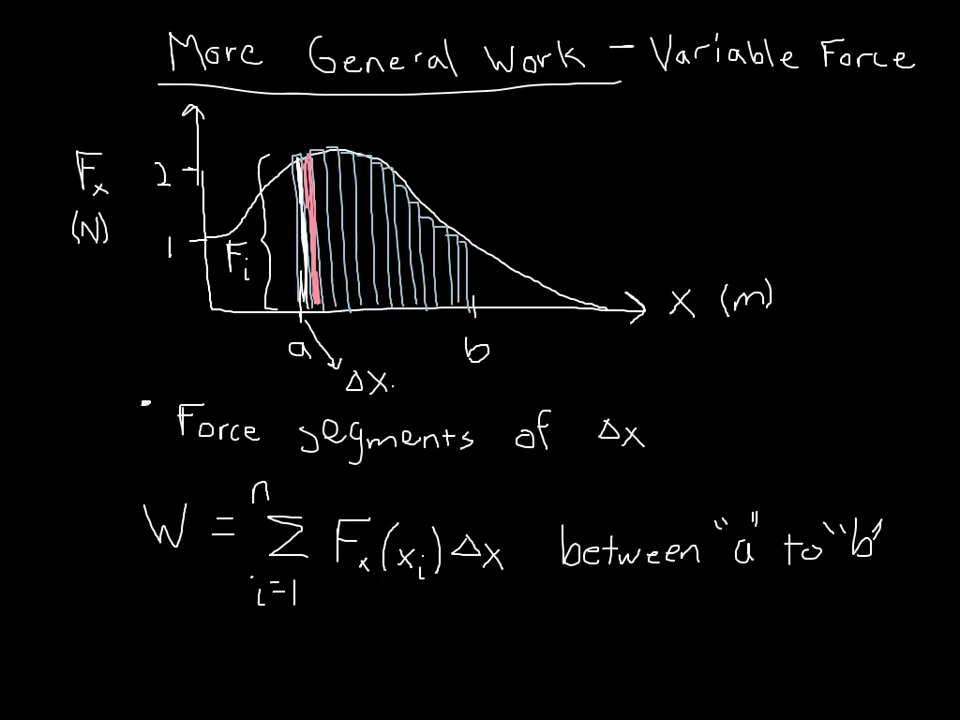 More General Work - Variable Force
Fx
(N)
2
1
Fi
a
b
X (m)
Δx
• Force segments of Δx
W = n Σ i=1 Fx(xi)Δx between "a" to "b"